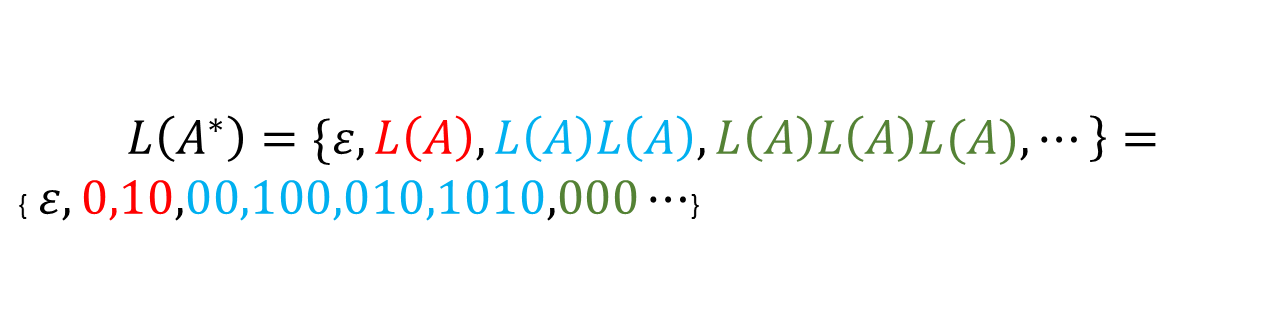 L(A*) = {ε, L(A), L(A)L(A), L(A)L(A)L(A), ⋯} =
{ ε, 0,10,00,100,010,1010,000 ⋯}